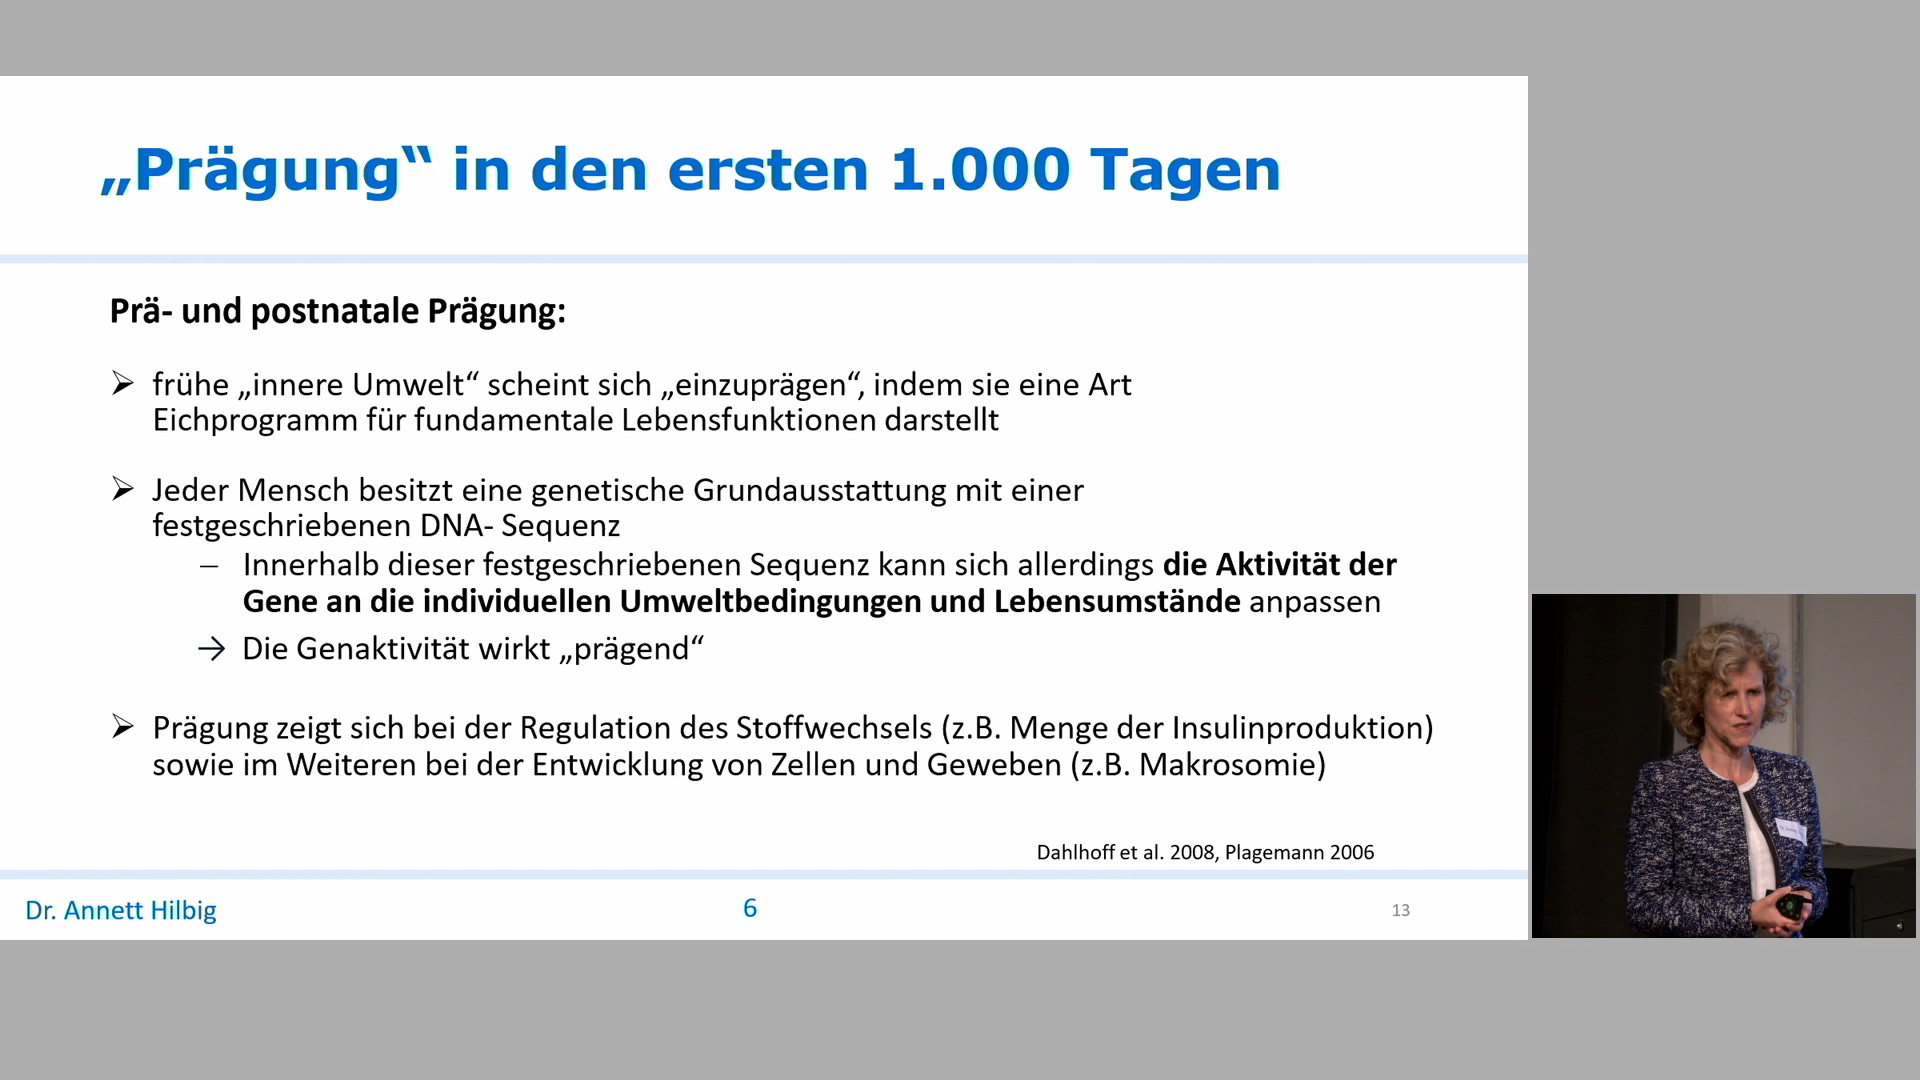 „Prägung“ in den ersten 1.000 Tagen
Prä- und postnatale Prägung:
➢ frühe „innere Umwelt“ scheint sich „einzuprägen“, indem sie eine Art
Eichprogramm für fundamentale Lebensfunktionen darstellt
➢ Jeder Mensch besitzt eine genetische Grundausstattung mit einer
festgeschriebenen DNA- Sequenz
– Innerhalb dieser festgeschriebenen Sequenz kann sich allerdings die Aktivität der
Gene an die individuellen Umweltbedingungen und Lebensumstände anpassen
→ Die Genaktivität wirkt „prägend“
➢ Prägung zeigt sich bei der Regulation des Stoffwechsels (z.B. Menge der Insulinproduktion)
sowie im Weiteren bei der Entwicklung von Zellen und Geweben (z.B. Makrosomie)
Dahlhoff et al. 2008, Plagemann 2006
Dr. Annett Hilbig
6
13